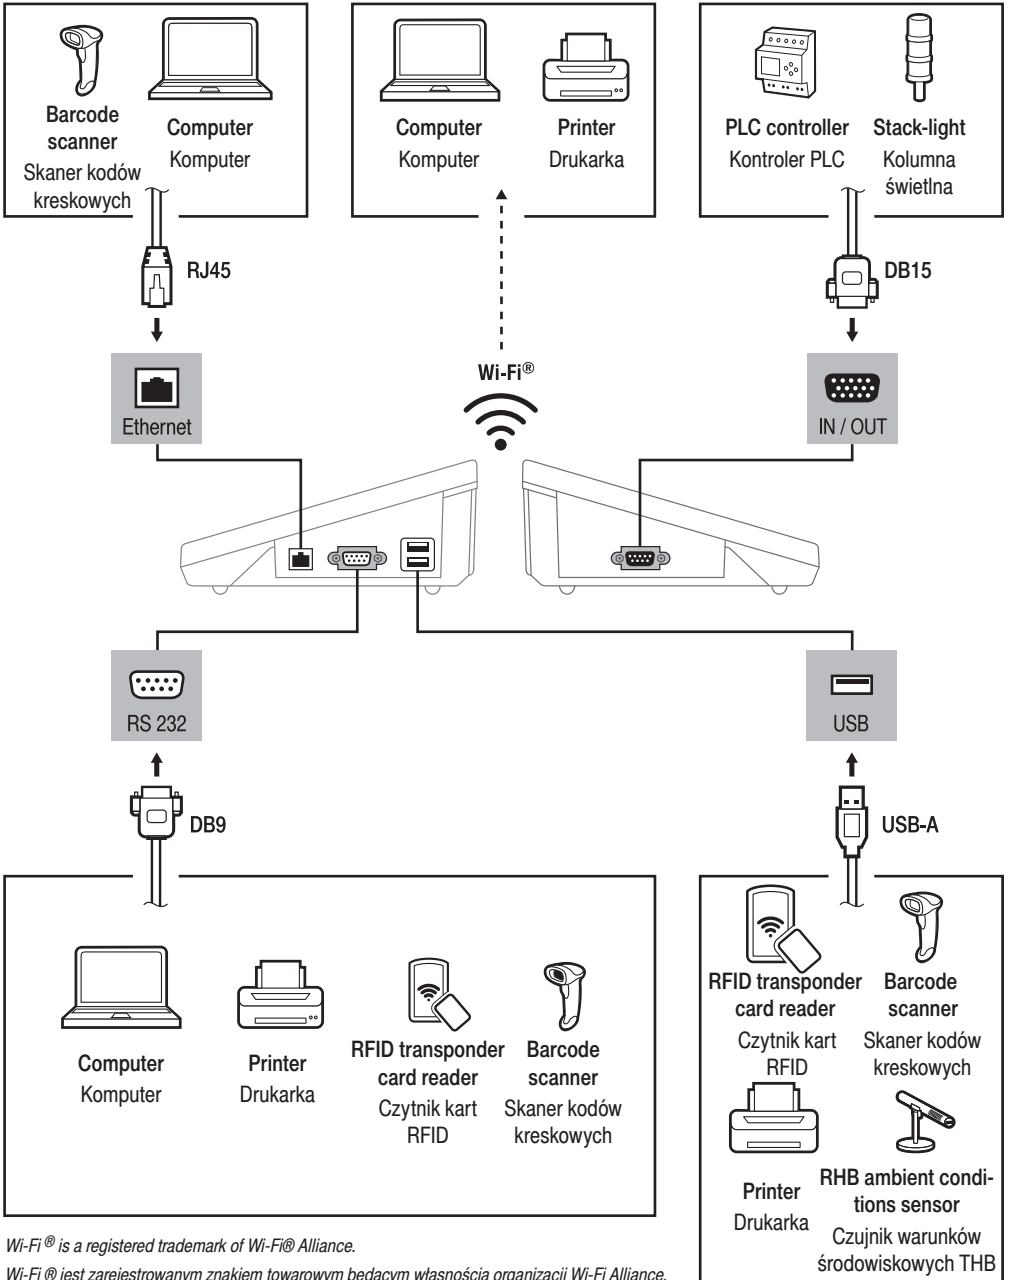 Barcode
scanner
Skaner kodów
kreskowych
Computer
Komputer
Computer
Komputer
Printer
Drukarka
PLC controller
Kontroler PLC
Stack-light
Kolumna
świetlna
RJ45
DB15
Wi-Fi®
Ethernet
IN / OUT
RS 232
USB
DB9
USB-A
Computer
Komputer
Printer
Drukarka
RFID transponder
card reader
Czytnik kart
RFID
Barcode
scanner
Skaner kodów
kreskowych
RFID transponder
card reader
Czytnik kart
RFID
Barcode
scanner
Skaner kodów
kreskowych
Printer
Drukarka
RHB ambient condi-
tions sensor
Czujnik warunków
środowiskowych THB
Wi-Fi ® is a registered trademark of Wi-Fi® Alliance.
Wi-Fi ® jest zarejestrowanym znakiem towarowym będącym własnością organizacji Wi-Fi Alliance.